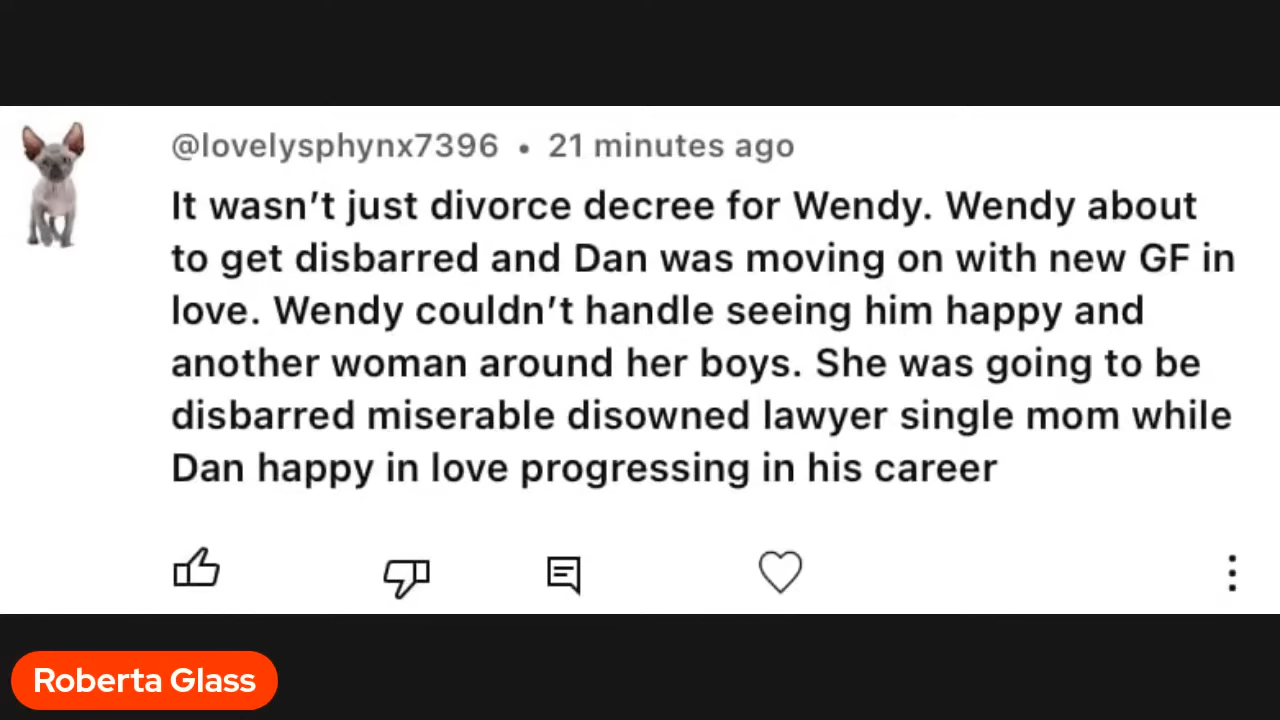 @lovelysphynx7396 • 21 minutes ago
It wasn’t just divorce decree for Wendy. Wendy about
to get disbarred and Dan was moving on with new GF in
love. Wendy couldn’t handle seeing him happy and
another woman around her boys. She was going to be
disbarred miserable disowned lawyer single mom while
Dan happy in love progressing in his career
Roberta Glass